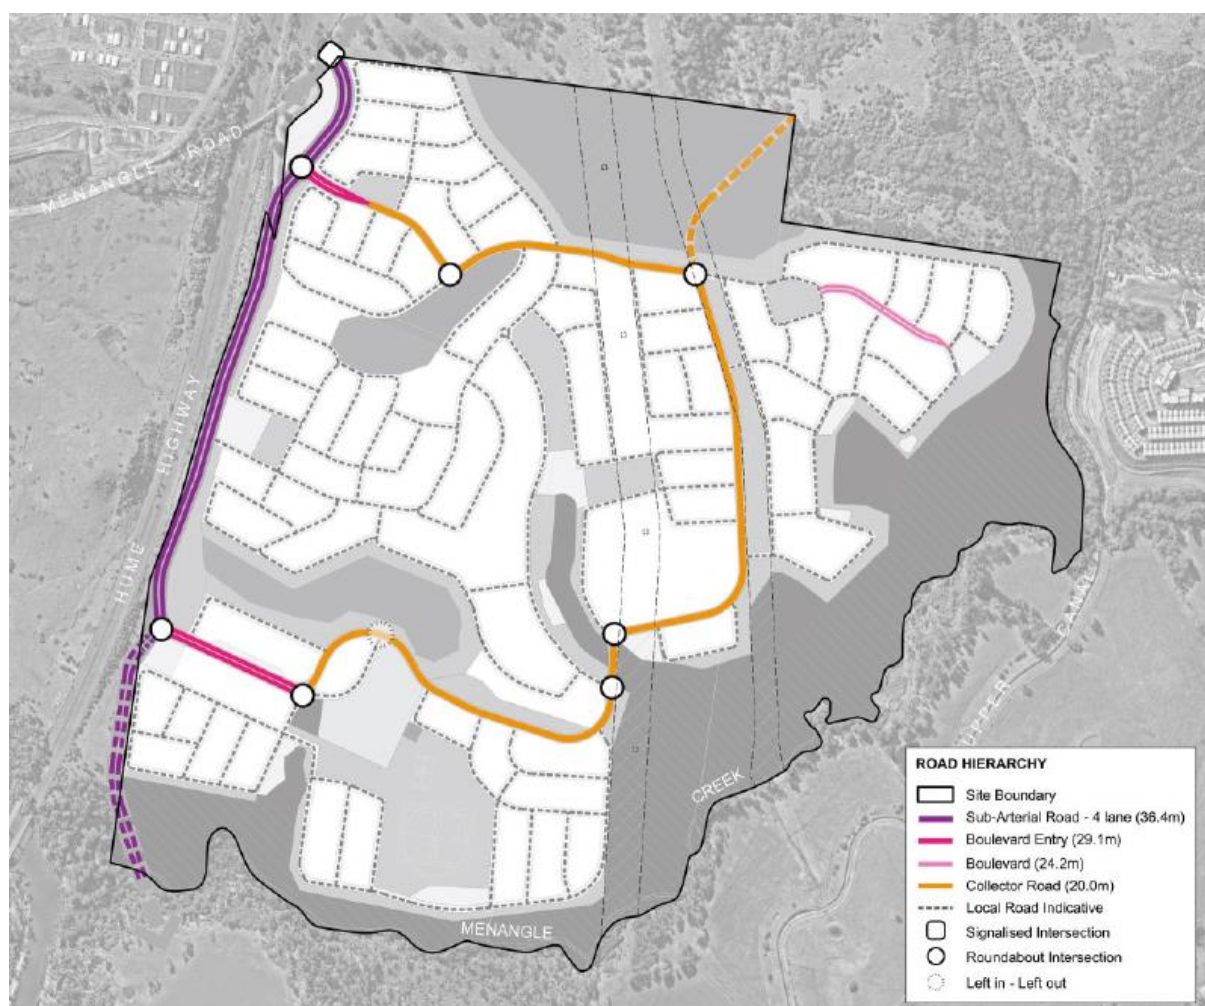 MENANGLE ROAD
HUME HIGHWAY
UPPER CANAL
CREEK
MENANGLE
ROAD HIERARCHY
Site Boundary
Sub-Arterial Road - 4 lane (36.4m)
Boulevard Entry (29.1m)
Boulevard (24.2m)
Collector Road (20.0m)
Local Road Indicative
Signalised Intersection
Roundabout Intersection
Left in - Left out